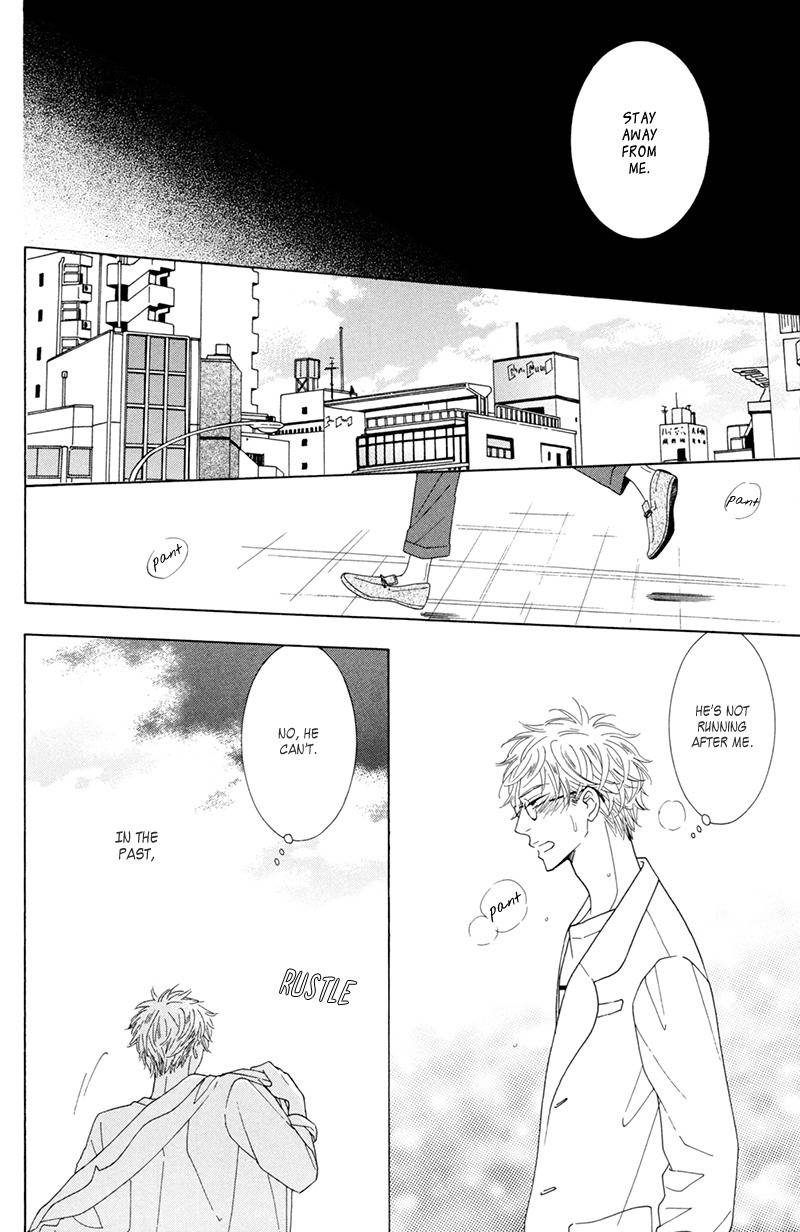 STAY
AWAY
FROM
ME.
pant
pant
HE'S NOT
RUNNING
AFTER ME.
pant
NO, HE
CAN'T.
IN THE
PAST,
RUSTLE